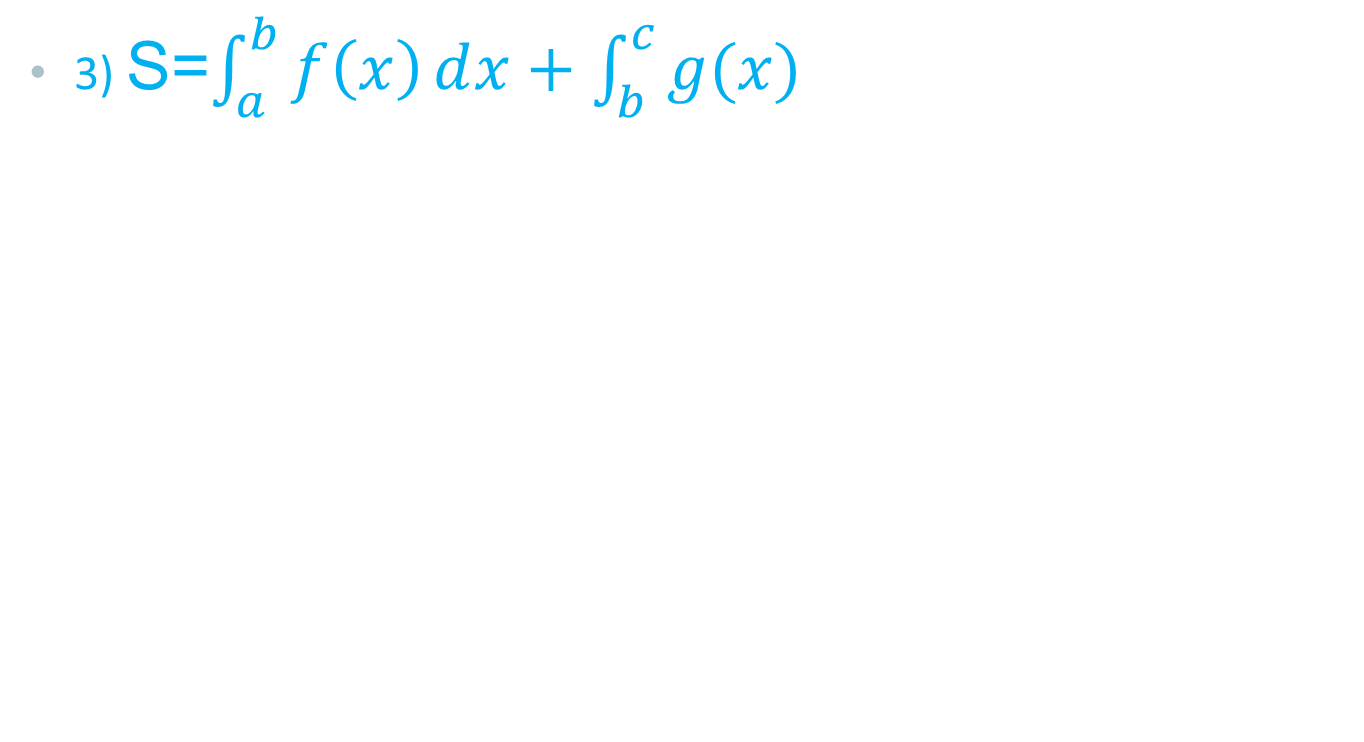 • 3) S=∫_a^b f(x) dx + ∫_b^c g(x)